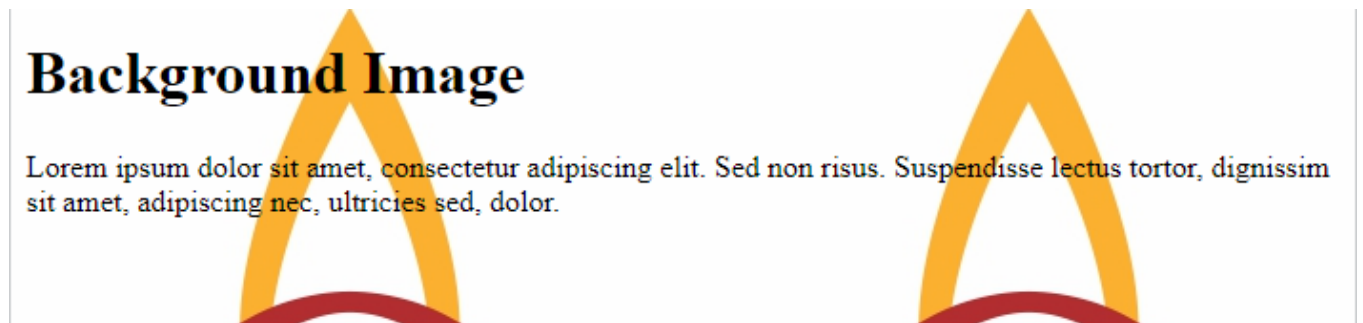 Background Image
Lorem ipsum dolor sit amet, consectetur adipiscing elit. Sed non risus. Suspendisse lectus tortor, dignissim
sit amet, adipiscing nec, ultricies sed, dolor.